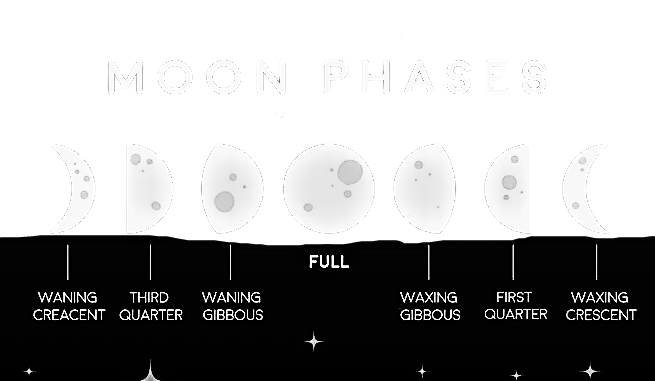 MOON PHASES
FULL
WANING CREACENT
THIRD QUARTER
WANING GIBBOUS
WAXING GIBBOUS
FIRST QUARTER
WAXING CRESCENT